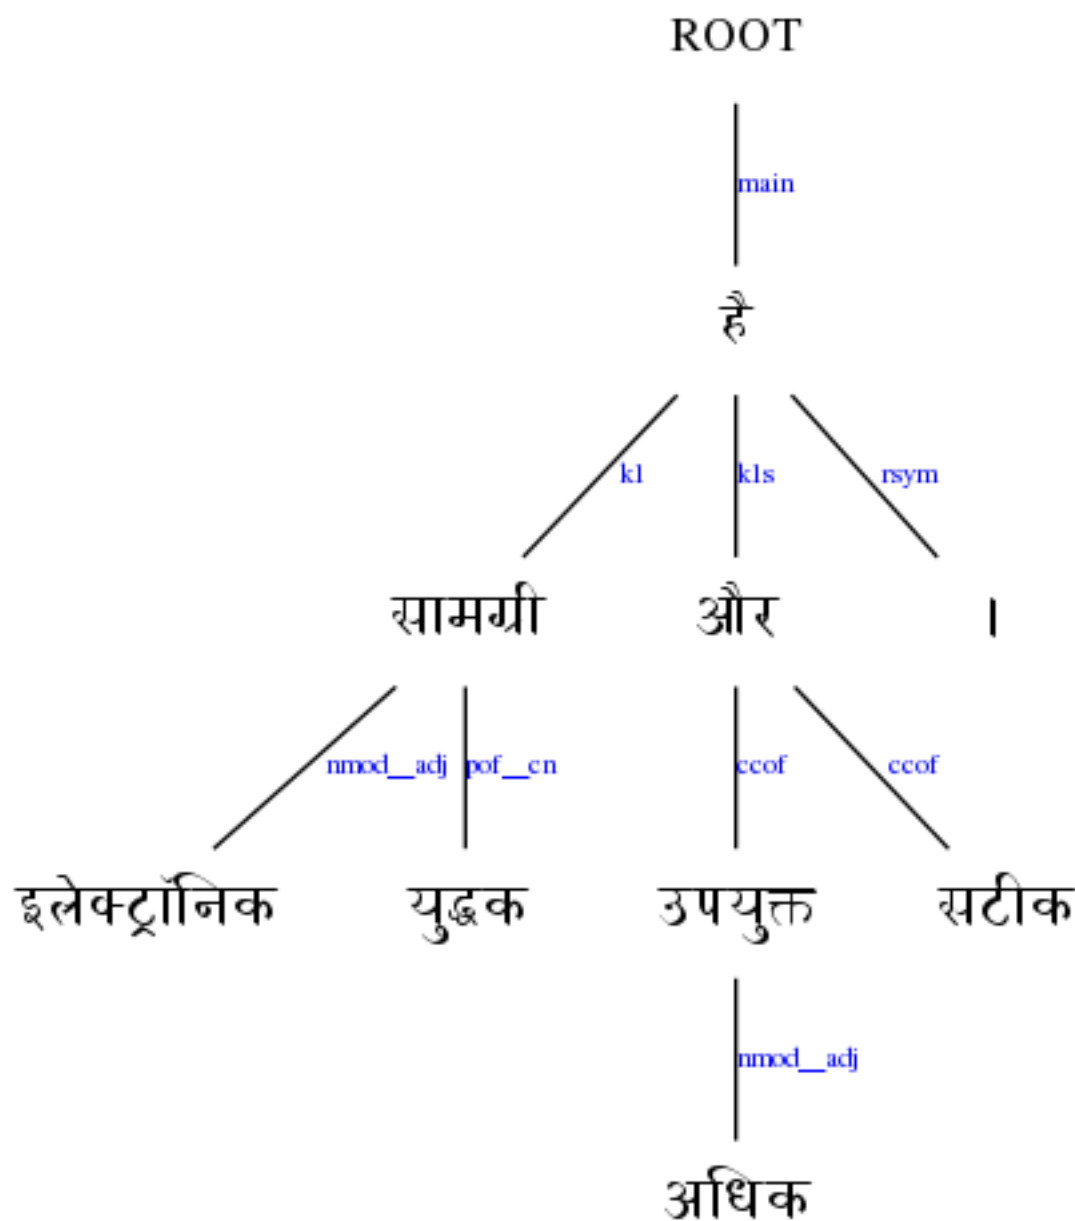 ROOT
main
है
k1 k1s rsym
सामग्री और ।
nmod__adj pof__cn ccof ccof
इलेक्ट्रॉनिक युद्धक उपयुक्त सटीक
nmod__adj
अधिक